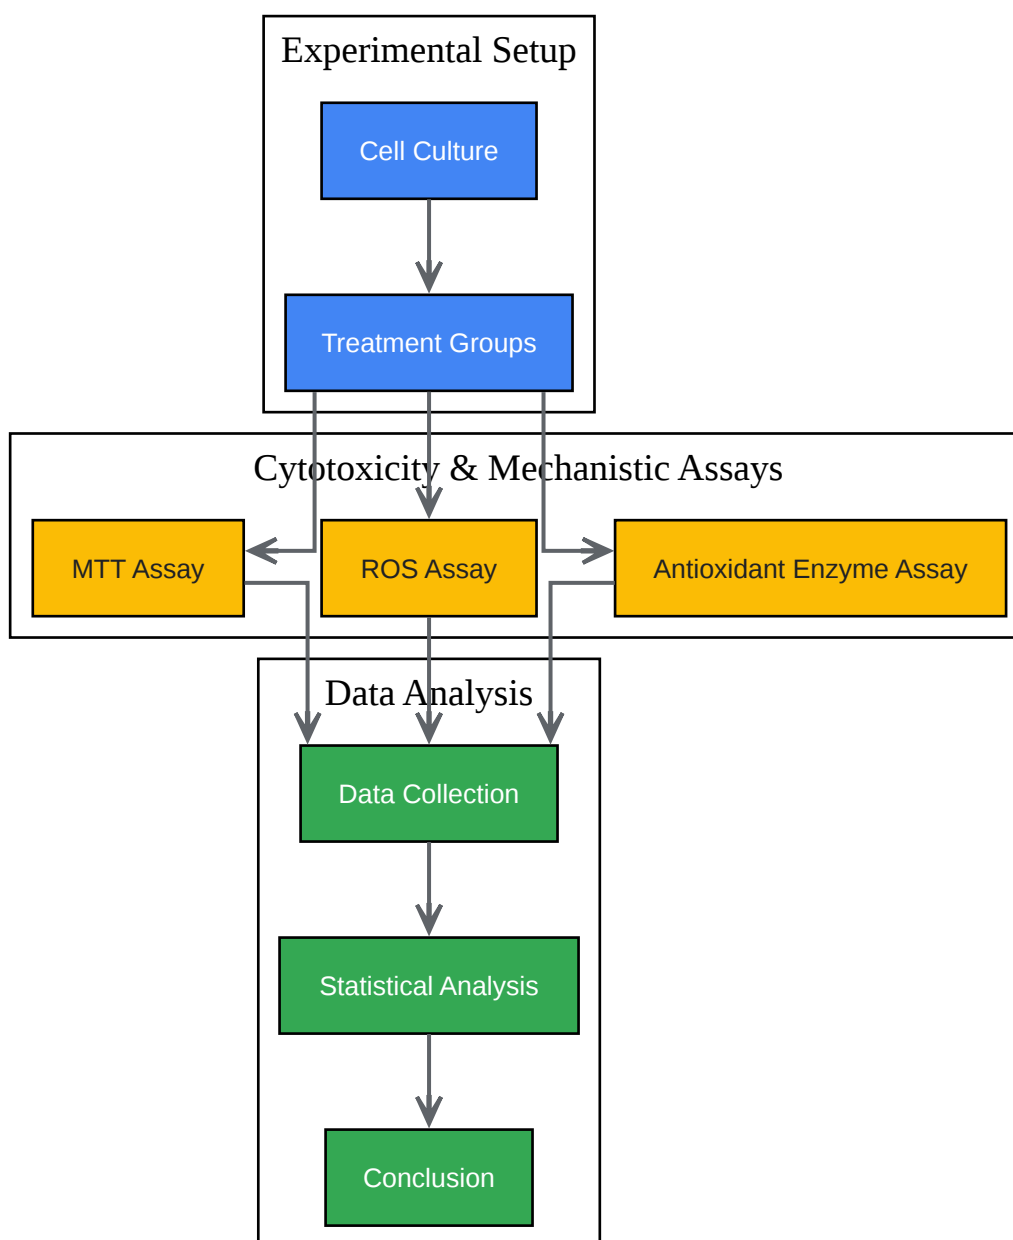 Experimental Setup
Cell Culture
Treatment Groups
Cytotoxicity & Mechanistic Assays
MTT Assay
ROS Assay
Antioxidant Enzyme Assay
Data Analysis
Data Collection
Statistical Analysis
Conclusion